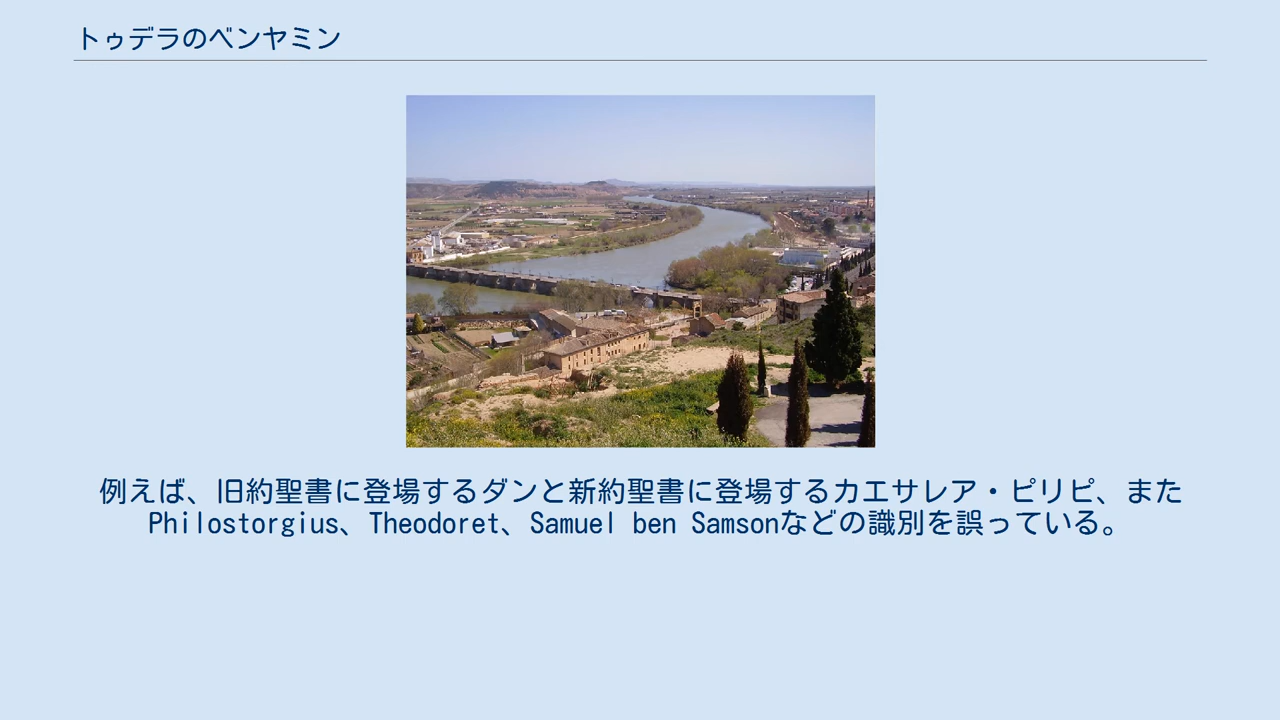 トゥデラのベンヤミン
例えば、旧約聖書に登場するダンと新約聖書に登場するカエサレア・ピリピ、また
Philostorgius、Theodoret、Samuel ben Samsonなどの識別を誤っている。